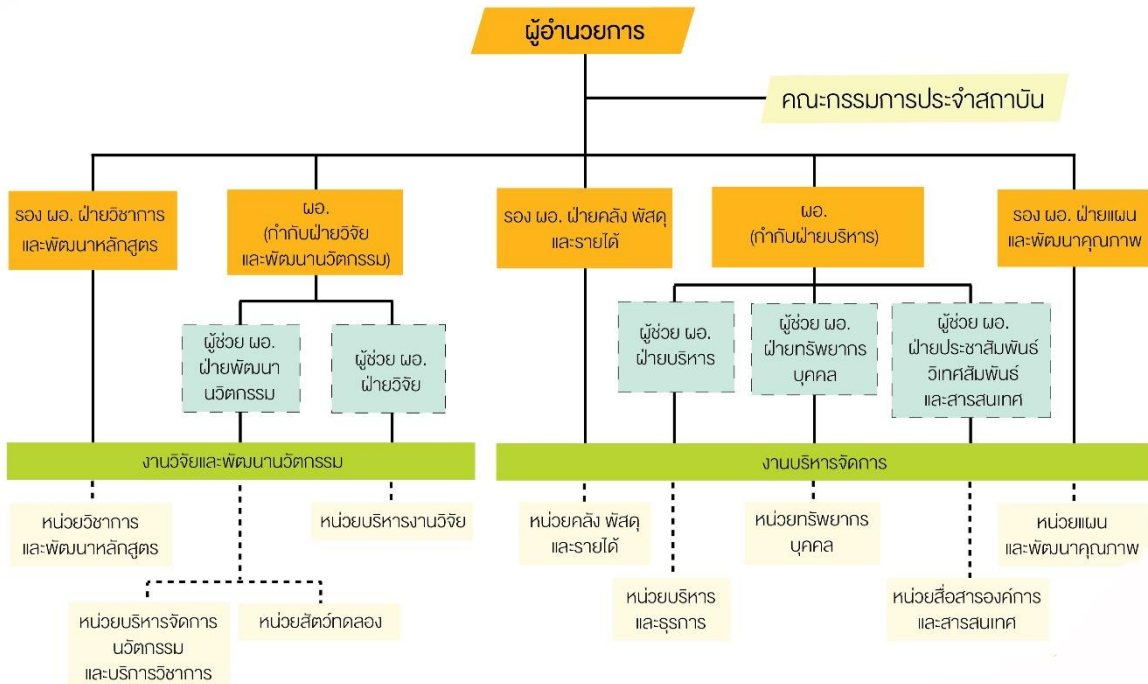 ผู้อำนวยการ
คณะกรรมการประจำสถาบัน
รอง ผอ. ฝ่ายวิชาการ
และพัฒนาหลักสูตร
ผอ.
(กำกับฝ่ายวิจัย
และพัฒนานวัตกรรม)
รอง ผอ. ฝ่ายคลัง พัสดุ
และรายได้
ผอ.
(กำกับฝ่ายบริหาร)
รอง ผอ. ฝ่ายแผน
และพัฒนาคุณภาพ
ผู้ช่วย ผอ.
ฝ่ายพัฒนา
นวัตกรรม
ผู้ช่วย ผอ.
ฝ่ายวิจัย
ผู้ช่วย ผอ.
ฝ่ายบริหาร
ผู้ช่วย ผอ.
ฝ่ายทรัพยากร
บุคคล
ผู้ช่วย ผอ.
ฝ่ายประชาสัมพันธ์
วิเทศสัมพันธ์
และสารสนเทศ
งานวิจัยและพัฒนานวัตกรรม
งานบริหารจัดการ
หน่วยวิชาการ
และพัฒนาหลักสูตร
หน่วยบริหารงานวิจัย
หน่วยคลัง พัสดุ
และรายได้
หน่วยทรัพยากร
บุคคล
หน่วยแผน
และพัฒนาคุณภาพ
หน่วยบริหารจัดการ
นวัตกรรม
และบริการวิชาการ
หน่วยสัตว์ทดลอง
หน่วยบริหาร
และธุรการ
หน่วยสื่อสารองค์การ
และสารสนเทศ